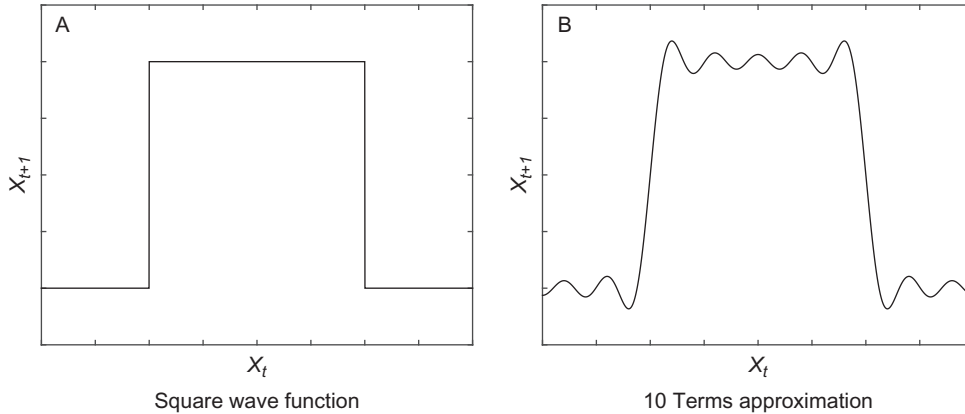 A
X_{t+1}
X_t
Square wave function
B
X_{t+1}
X_t
10 Terms approximation